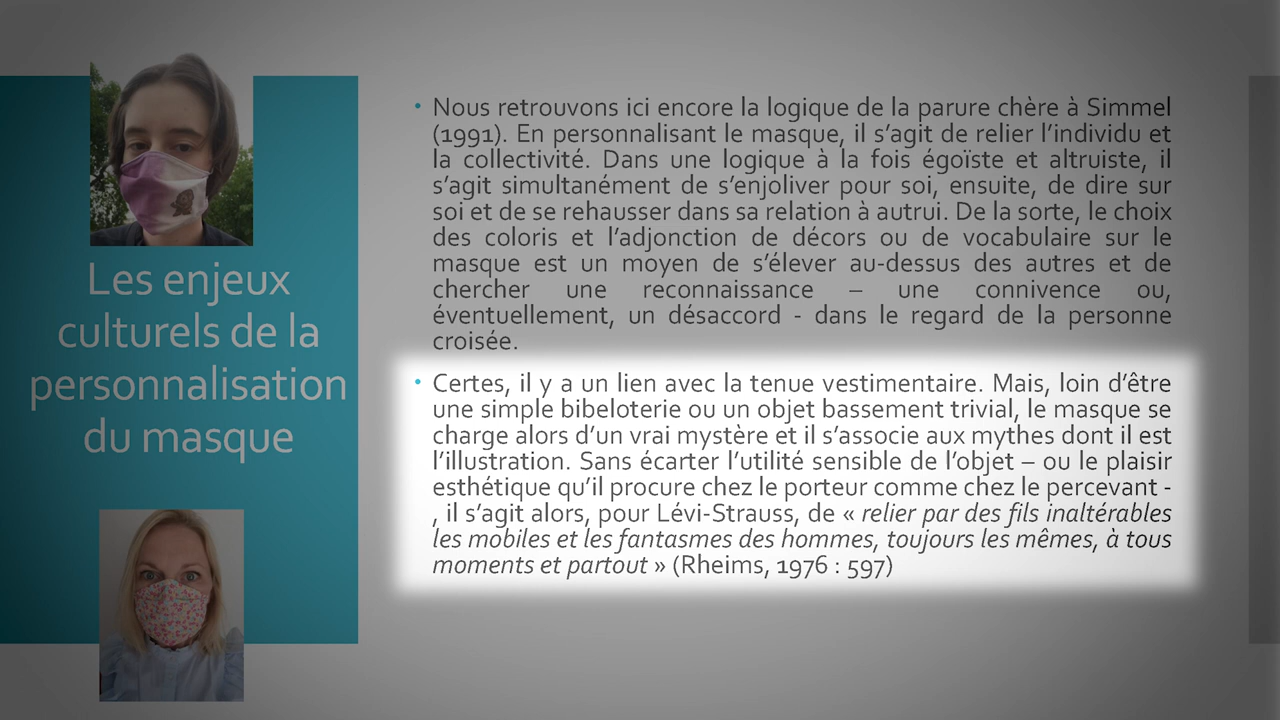 Les enjeux
culturels de la
personnalisation
du masque
• Nous retrouvons ici encore la logique de la parure chère à Simmel
(1991). En personnalisant le masque, il s’agit de relier l’individu et
la collectivité. Dans une logique à la fois égoïste et altruiste, il
s’agit simultanément de s’enjoliver pour soi, ensuite, de dire sur
soi et de se rehausser dans sa relation à autrui. De la sorte, le choix
des coloris et l’adjonction de décors ou de vocabulaire sur le
masque est un moyen de s’élever au-dessus des autres et de
chercher une reconnaissance – une connivence ou,
éventuellement, un désaccord - dans le regard de la personne
croisée.
• Certes, il y a un lien avec la tenue vestimentaire. Mais, loin d’être
une simple bibeloterie ou un objet bassement trivial, le masque se
charge alors d’un vrai mystère et il s’associe aux mythes dont il est
l’illustration. Sans écarter l’utilité sensible de l’objet – ou le plaisir
esthétique qu’il procure chez le porteur comme chez le percevant -
, il s’agit alors, pour Lévi-Strauss, de « relier par des fils inaltérables
les mobiles et les fantasmes des hommes, toujours les mêmes, à tous
moments et partout » (Rheims, 1976 : 597)